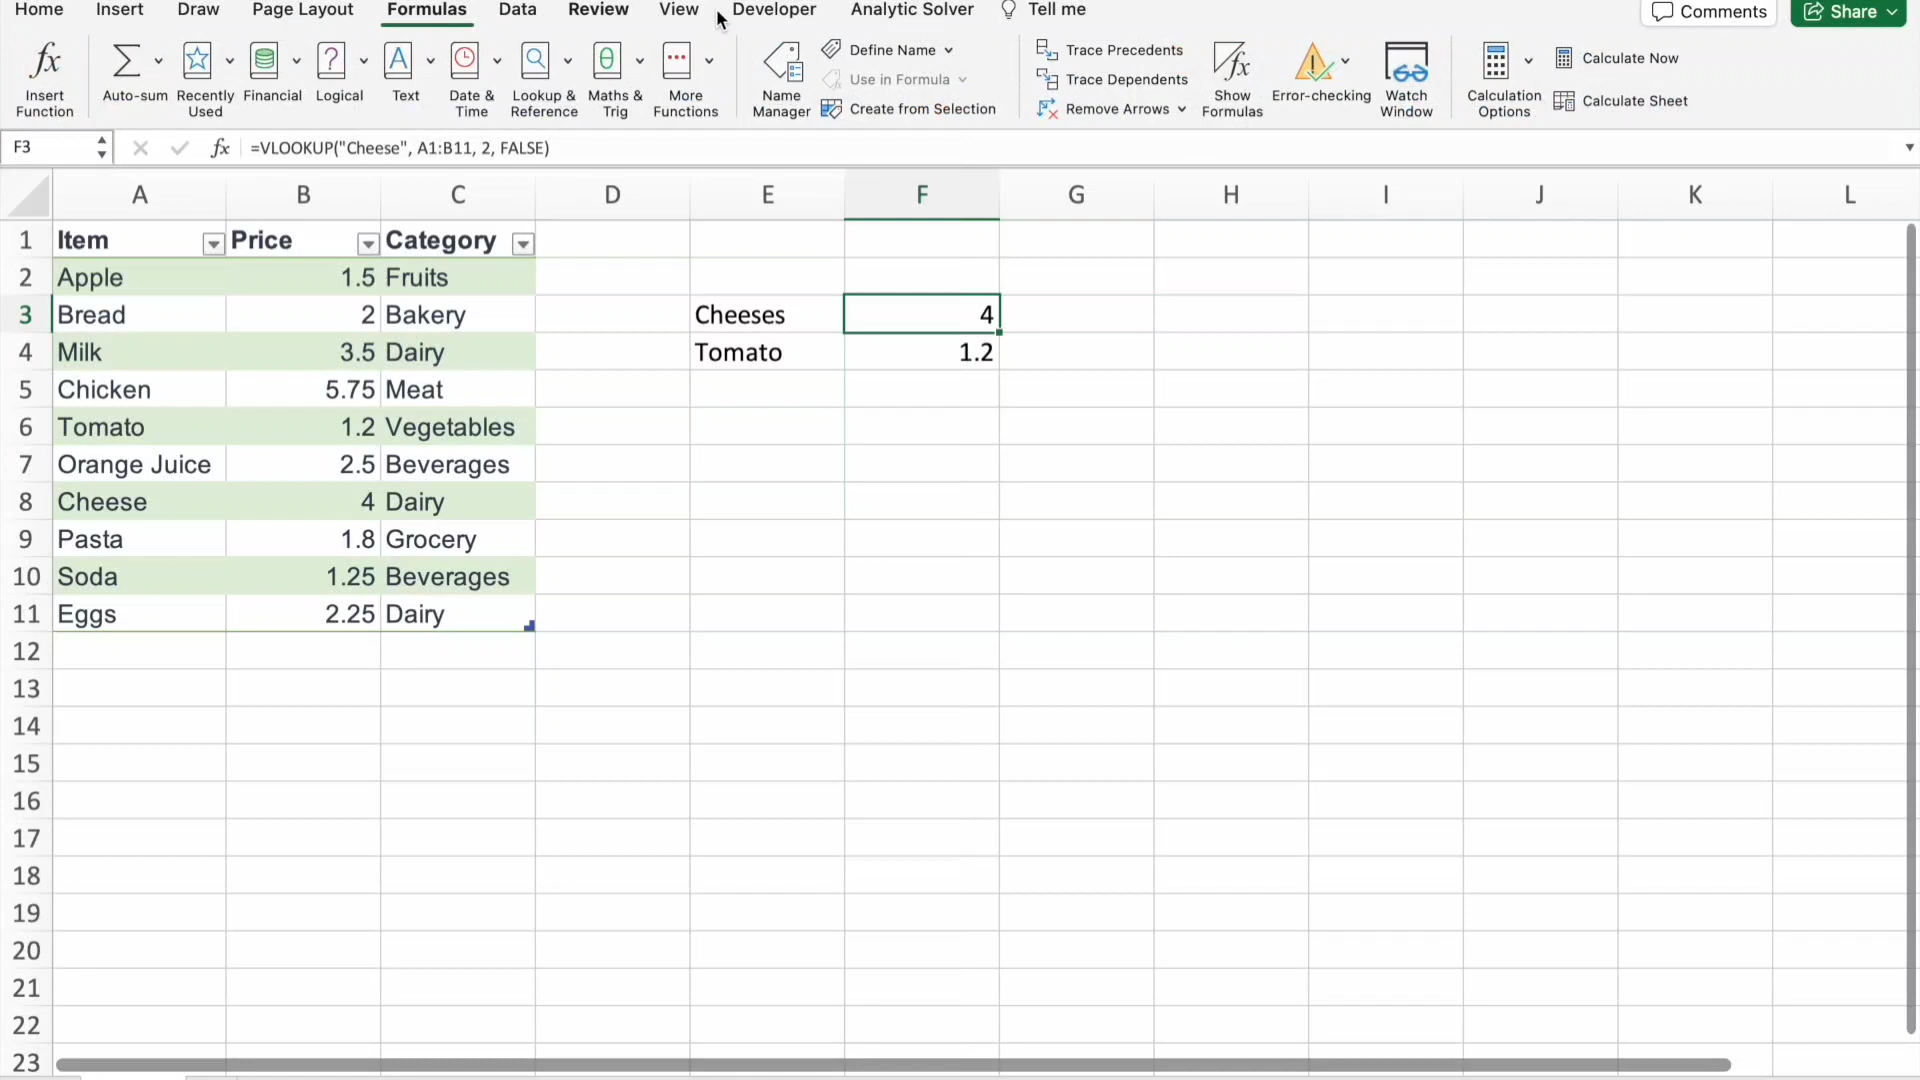 Home Insert Draw Page Layout Formulas Data Review View Developer Analytic Solver Tell me Comments Share
Insert Function
Auto-sum
Recently Used
Financial
Logical
Text
Date & Time
Lookup & Reference
Maths & Trig
More Functions
Name Manager
Define Name
Use in Formula
Create from Selection
Trace Precedents
Trace Dependents
Remove Arrows
Show Formulas
Error-checking
Watch Window
Calculation Options
Calculate Now
Calculate Sheet
F3 fx =VLOOKUP("Cheese", A1:B11, 2, FALSE)
A B C D E F G H I J K L
1 Item Price Category
2 Apple 1.5 Fruits
3 Bread 2 Bakery Cheeses 4
4 Milk 3.5 Dairy Tomato 1.2
5 Chicken 5.75 Meat
6 Tomato 1.2 Vegetables
7 Orange Juice 2.5 Beverages
8 Cheese 4 Dairy
9 Pasta 1.8 Grocery
10 Soda 1.25 Beverages
11 Eggs 2.25 Dairy
12
13
14
15
16
17
18
19
20
21
22
23